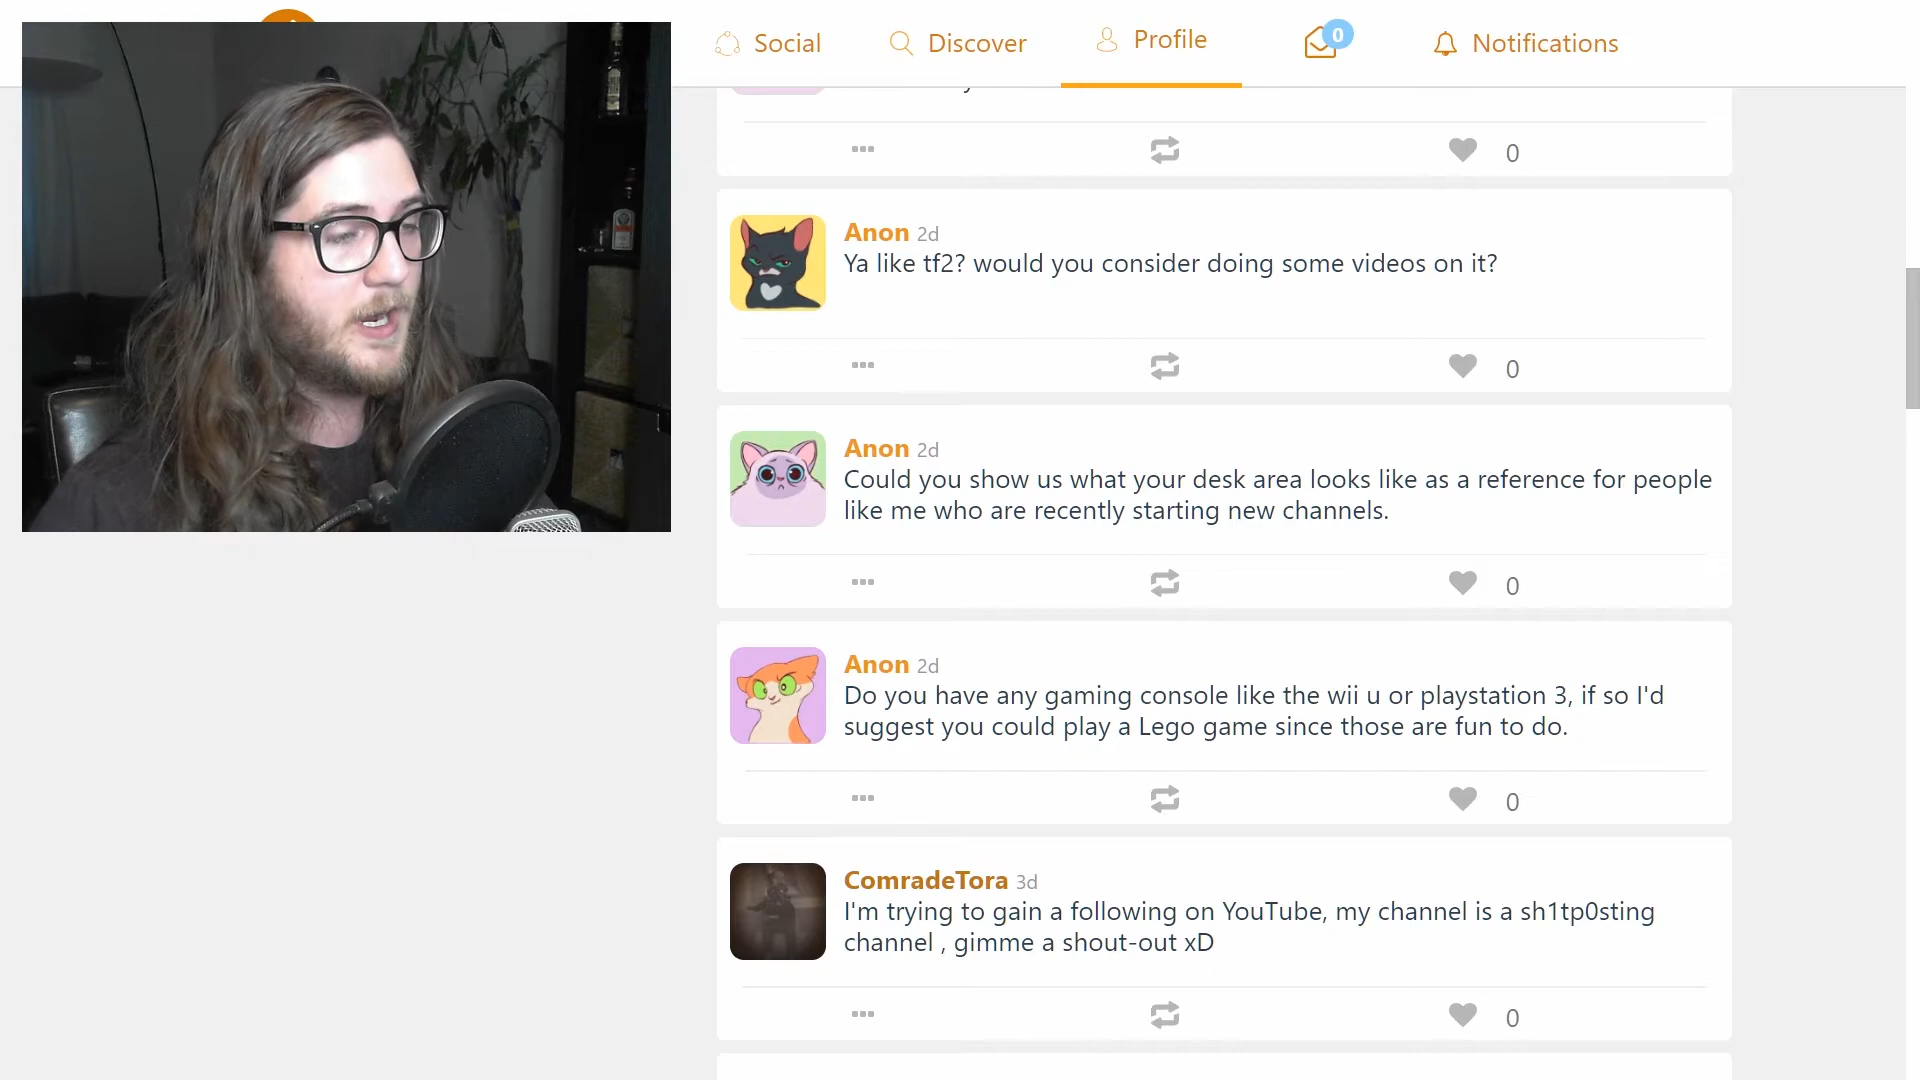 Social
Discover
Profile
0
Notifications
0
Anon 2d
Ya like tf2? would you consider doing some videos on it?
0
Anon 2d
Could you show us what your desk area looks like as a reference for people
like me who are recently starting new channels.
0
Anon 2d
Do you have any gaming console like the wii u or playstation 3, if so I'd
suggest you could play a Lego game since those are fun to do.
0
ComradeTora 3d
I'm trying to gain a following on YouTube, my channel is a sh1tp0sting
channel , gimme a shout-out xD
0